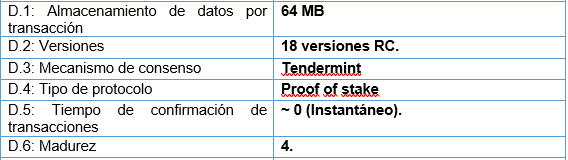 D.1: Almacenamiento de datos por 64 MB
transacción
D.2: Versiones 18 versiones RC.
D.3: Mecanismo de consenso Tendermint
D.4: Tipo de protocolo Proof of stake
D.5: Tiempo de confirmación de ~ 0 (Instantáneo).
transacciones
D.6: Madurez 4.